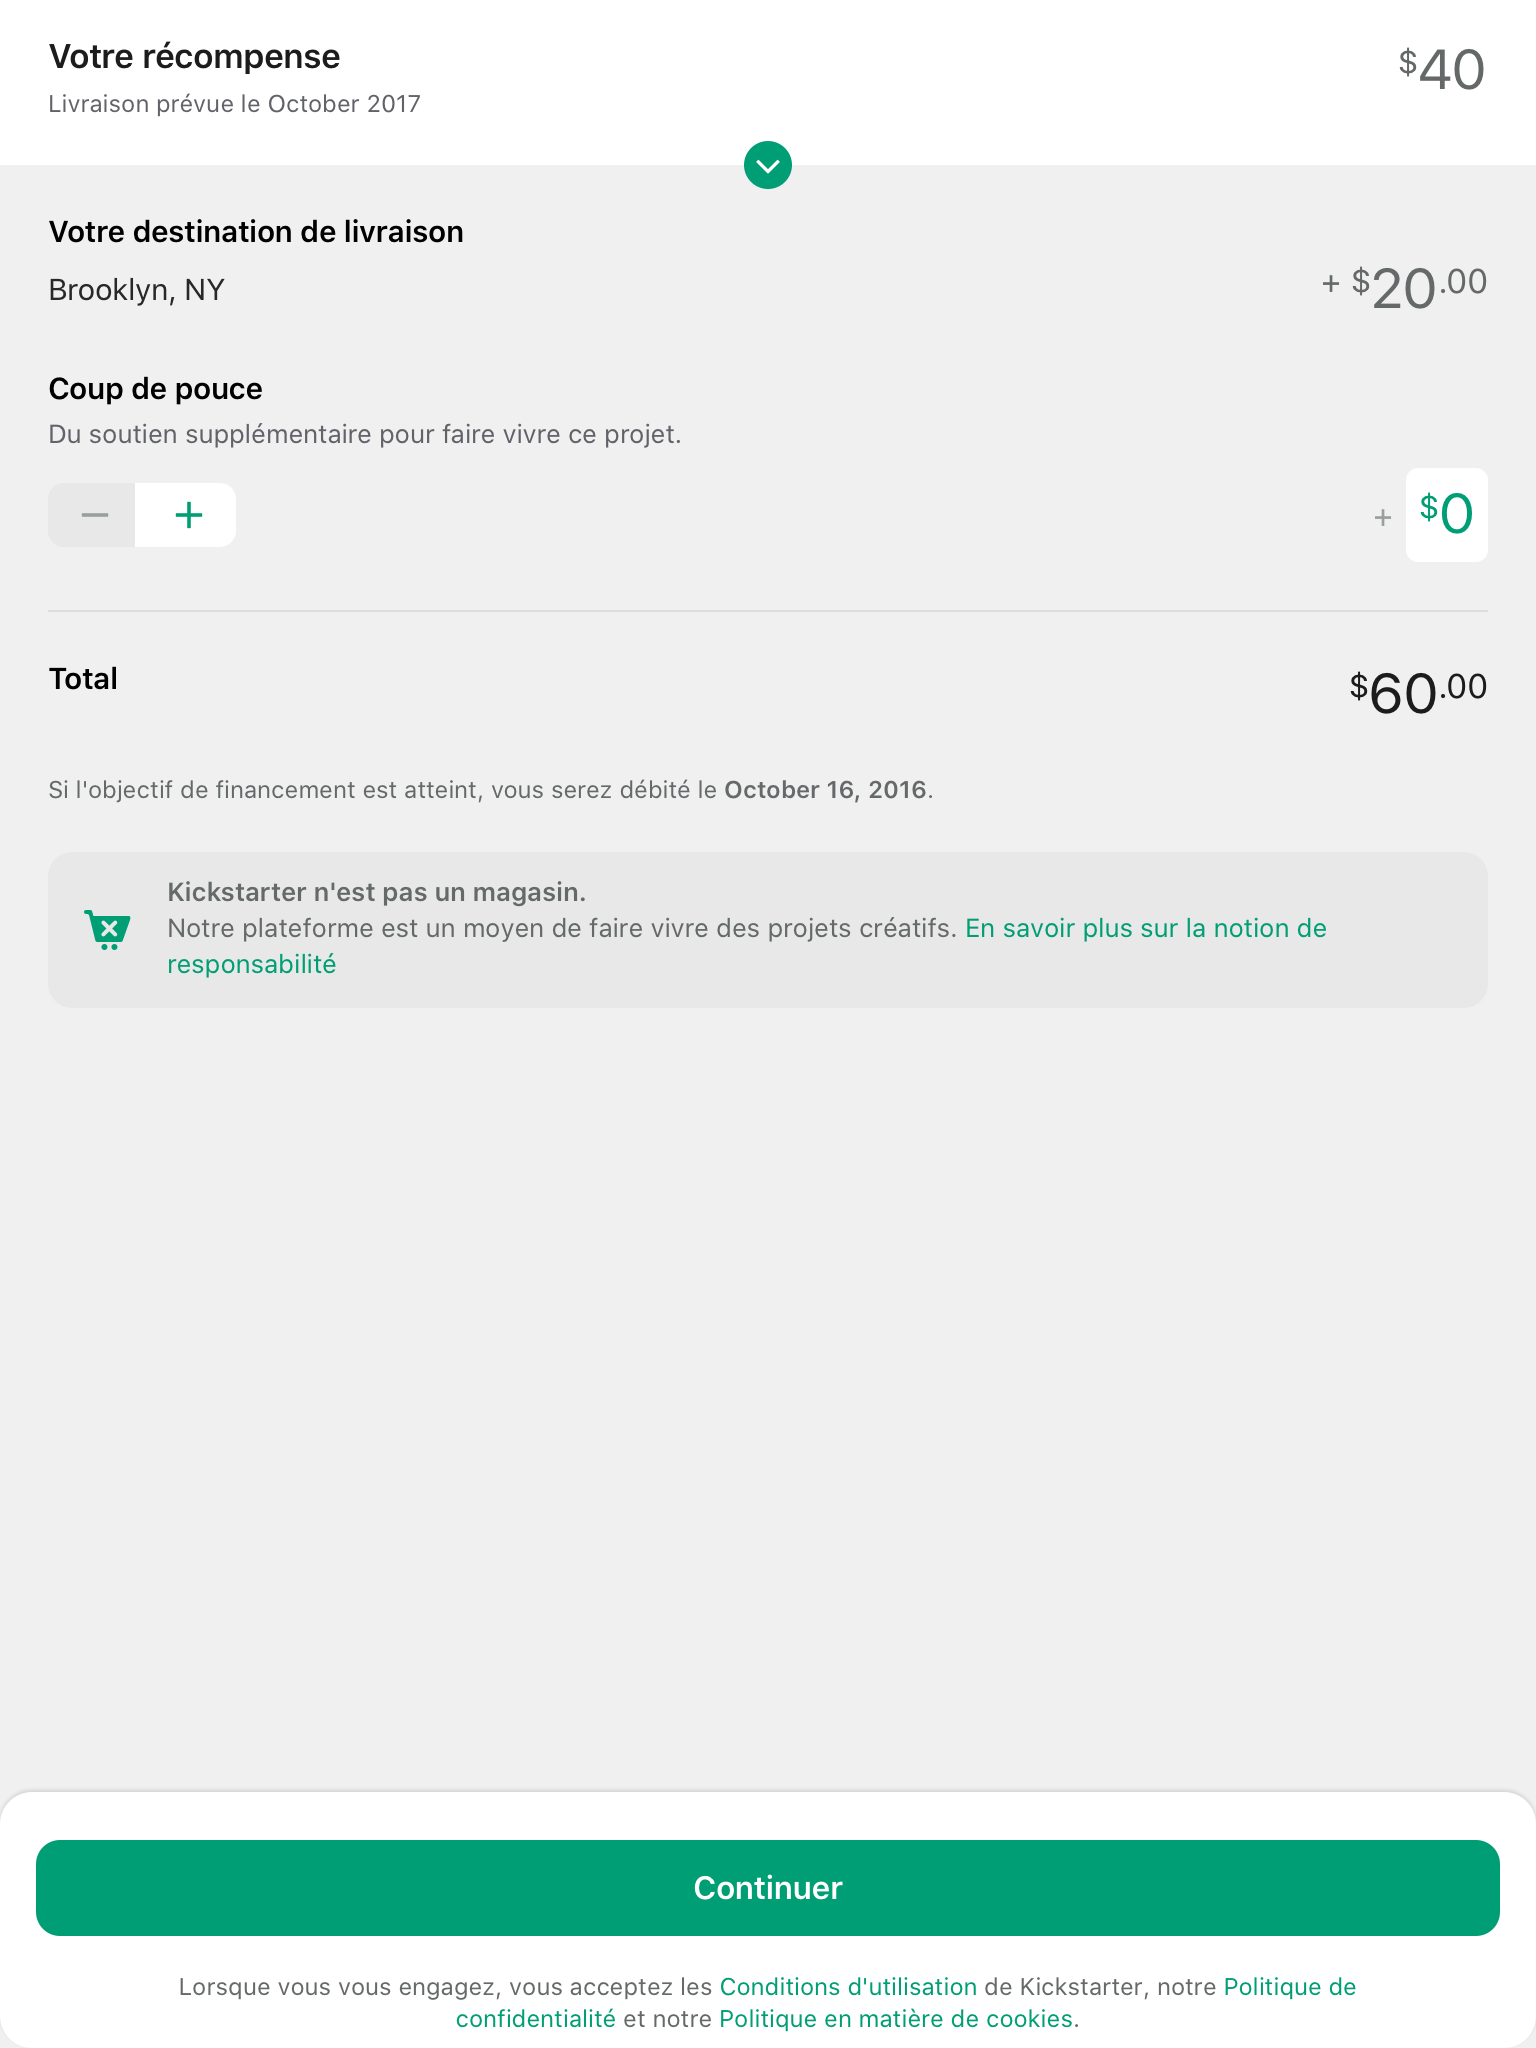 Votre récompense
$40
Livraison prévue le October 2017
Votre destination de livraison
Brooklyn, NY
+ $20.00
Coup de pouce
Du soutien supplémentaire pour faire vivre ce projet.
− +
+ $0
Total
$60.00
Si l'objectif de financement est atteint, vous serez débité le October 16, 2016.
Kickstarter n'est pas un magasin.
Notre plateforme est un moyen de faire vivre des projets créatifs. En savoir plus sur la notion de
responsabilité
Continuer
Lorsque vous vous engagez, vous acceptez les Conditions d'utilisation de Kickstarter, notre Politique de
confidentialité et notre Politique en matière de cookies.